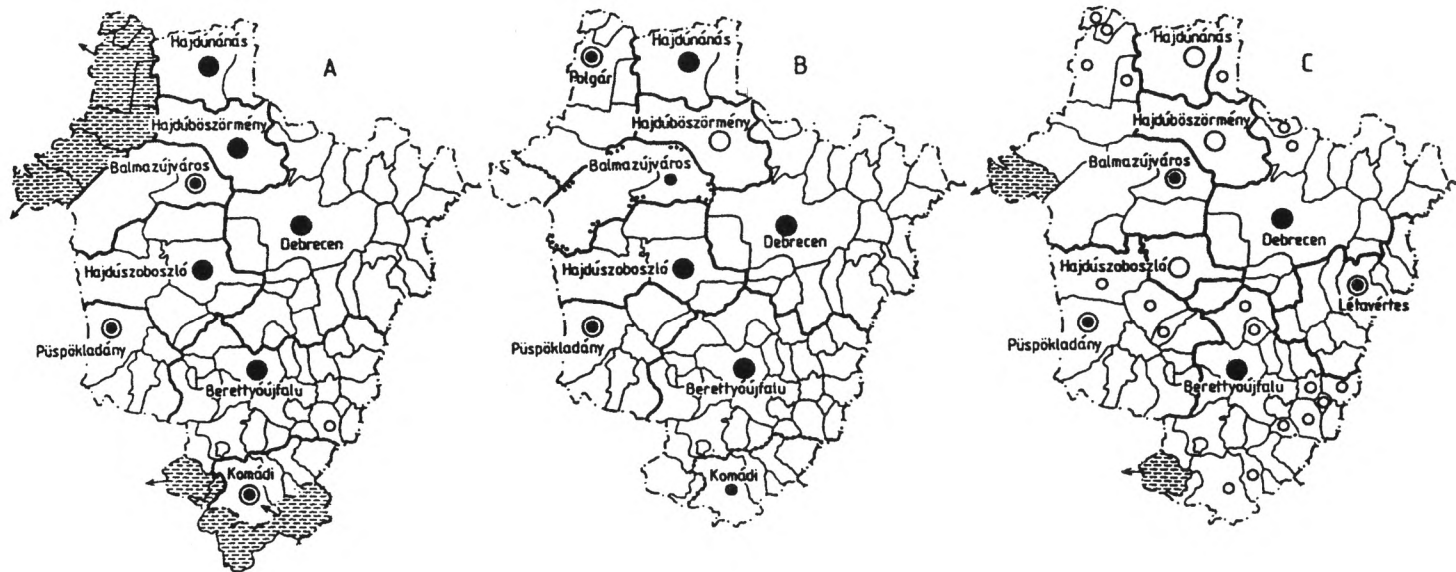 A
Hajdúnánás
Hajdúböszörmény
Balmazújváros
Debrecen
Hajdúszoboszló
Püspökladány
Berettyóújfalu
Komádi
B
Polgár
Hajdúnánás
Hajdúböszörmény
Balmazújváros
Debrecen
Hajdúszoboszló
Püspökladány
Berettyóújfalu
Komádi
C
Hajdúnánás
Hajdúböszörmény
Balmazújváros
Debrecen
Hajdúszoboszló
Létavértes
Püspökladány
Berettyóújfalu